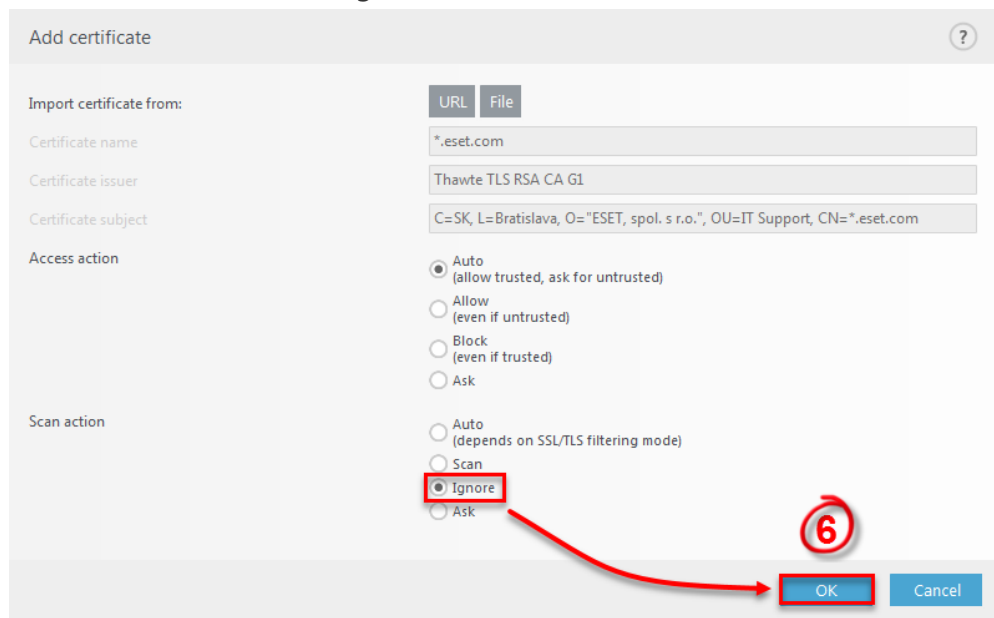 Add certificate
?
Import certificate from:
URL File
Certificate name
*.eset.com
Certificate issuer
Thawte TLS RSA CA G1
Certificate subject
C=SK, L=Bratislava, O="ESET, spol. s r.o.", OU=IT Support, CN=*.eset.com
Access action
Auto
(allow trusted, ask for untrusted)
Allow
(even if untrusted)
Block
(even if trusted)
Ask
Scan action
Auto
(depends on SSL/TLS filtering mode)
Scan
Ignore
Ask
6
OK Cancel